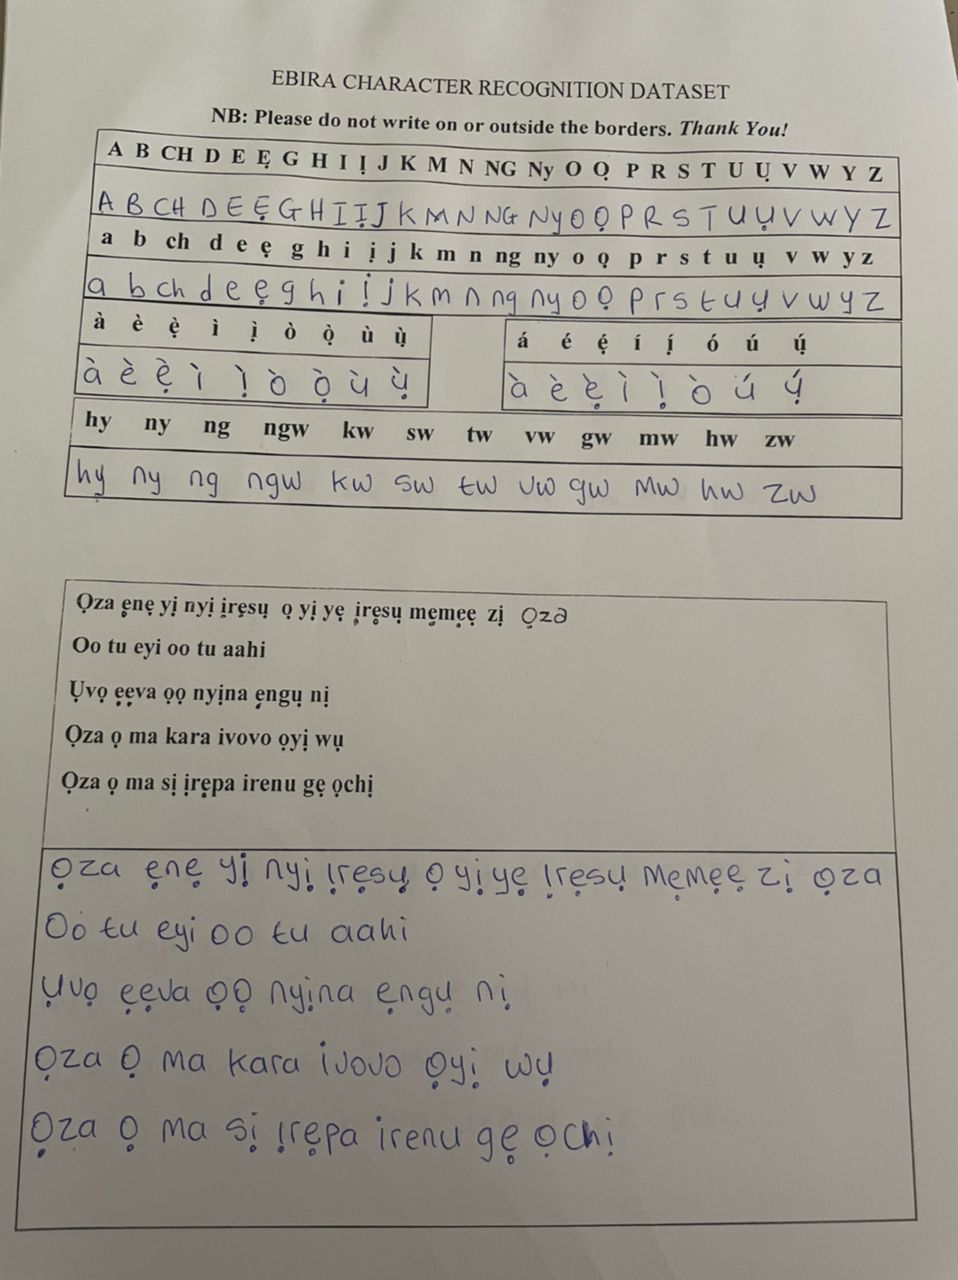 EBIRA CHARACTER RECOGNITION DATASET
NB: Please do not write on or outside the borders. Thank You!
A B CH D E Ẹ G H I Ị J K M N NG Ny O Ọ P R S T U Ụ V W Y Z
A B CH D E Ẹ G H I Ị J K M N NG Ny O Ọ P R S T U Ụ V W Y Z
a b ch d e ẹ g h i ị j k m n ng ny o ọ p r s t u ụ v w y z
a b ch d e ẹ g h i ị j k m n ng ny o ọ p r s t u ụ v w y z
à è ẹ̀ ì ị̀ ò ọ̀ ù ụ̀
à è ẹ̀ ì ị̀ ò ọ̀ ù ụ̀
á é ẹ́ í ị́ ó ú ụ́
à è ẹ̀ ì ị̀ ò ú ụ́
hy ny ng ngw kw sw tw vw gw mw hw zw
hy ny ng ngw kw sw tw vw gw mw hw zw
Ọza ẹnẹ yị nyị ịrẹsụ ọ yị yẹ ịrẹsụ mẹmẹẹ zị ọza
Oo tu eyi oo tu aahi
Ụvọ ẹẹva ọọ nyịna ẹngụ nị
Ọza ọ ma kara ivovo ọyị wụ
Ọza ọ ma sị ịrẹpa irenu gẹ ọchị
Ọza ẹnẹ yị nyị ịrẹsụ ọ yị yẹ ịrẹsụ mẹmẹẹ zị ọza
Oo tu eyi oo tu aahi
Ụvọ ẹẹva ọọ nyịna ẹngụ nị
Ọza ọ ma kara ivovo ọyị wụ
Ọza ọ ma sị ịrẹpa irenu gẹ ọchị